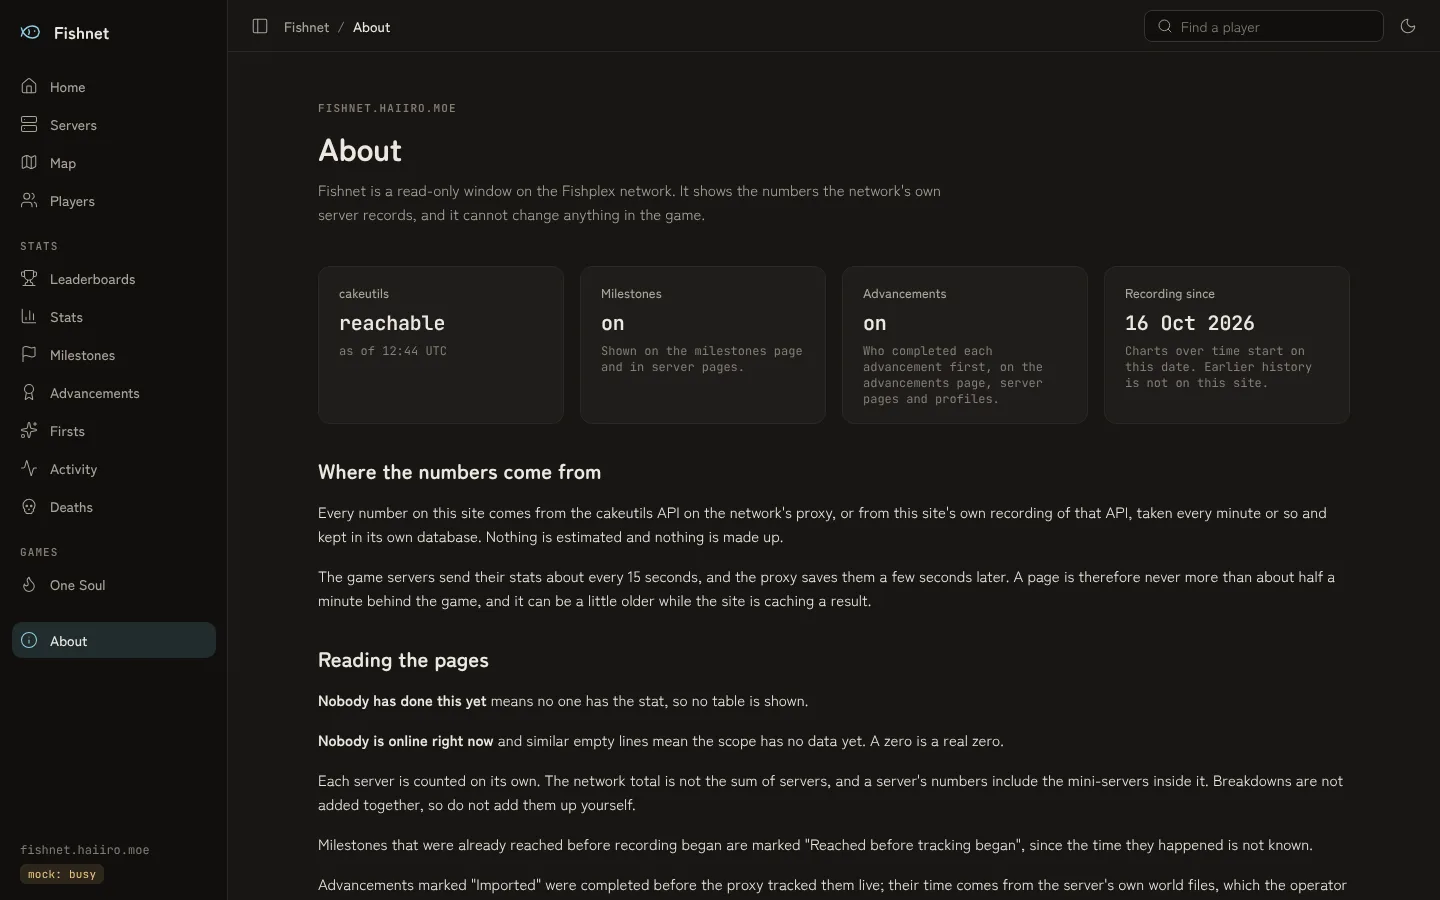 Fishnet
Home
Servers
Map
Players
STATS
Leaderboards
Stats
Milestones
Advancements
Firsts
Activity
Deaths
GAMES
One Soul
About
fishnet.haiiro.moe
mock: busy
Fishnet / About
Find a player
FISHNET.HAIIRO.MOE
About
Fishnet is a read-only window on the Fishplex network. It shows the numbers the network's own
server records, and it cannot change anything in the game.
cakeutils
reachable
as of 12:44 UTC
Milestones
on
Shown on the milestones page
and in server pages.
Advancements
on
Who completed each
advancement first, on the
advancements page, server
pages and profiles.
Recording since
16 Oct 2026
Charts over time start on
this date. Earlier history
is not on this site.
Where the numbers come from
Every number on this site comes from the cakeutils API on the network's proxy, or from this site's own recording of that API, taken every minute or so and
kept in its own database. Nothing is estimated and nothing is made up.
The game servers send their stats about every 15 seconds, and the proxy saves them a few seconds later. A page is therefore never more than about half a
minute behind the game, and it can be a little older while the site is caching a result.
Reading the pages
Nobody has done this yet means no one has the stat, so no table is shown.
Nobody is online right now and similar empty lines mean the scope has no data yet. A zero is a real zero.
Each server is counted on its own. The network total is not the sum of servers, and a server's numbers include the mini-servers inside it. Breakdowns are not
added together, so do not add them up yourself.
Milestones that were already reached before recording began are marked "Reached before tracking began", since the time they happened is not known.
Advancements marked "Imported" were completed before the proxy tracked them live; their time comes from the server's own world files, which the operator